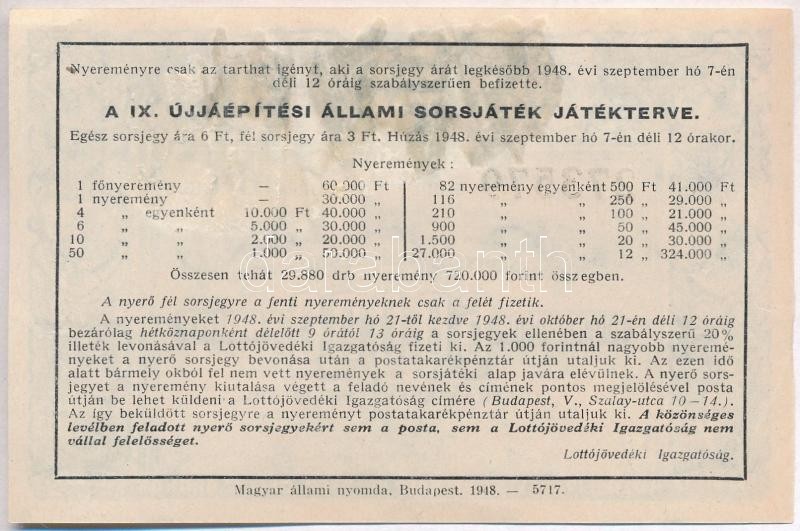 Nyereményre csak az tarthat igényt, aki a sorsjegy árát legkésőbb 1948. évi szeptember hó 7-én
déli 12 óráig szabályszerüen befizette.
A IX. ÚJJÁÉPÍTÉSI ÁLLAMI SORSJÁTÉK JÁTÉKTERVE.
Egész sorsjegy ára 6 Ft, fél sorsjegy ára 3 Ft. Húzás 1948. évi szeptember hó 7-én déli 12 órakor.
Nyeremények :
1 főnyeremény — 60.000 Ft 82 nyeremény egyenként 500 Ft 41.000 Ft
1 nyeremény — 30.000 „ 116 „ „ 250 „ 29.000 „
4 „ egyenként 10.000 Ft 40.000 „ 210 „ „ 100 „ 21.000 „
6 „ „ 5.000 „ 30.000 „ 900 „ „ 50 „ 45.000 „
10 „ „ 2.000 „ 20.000 „ 1.500 „ „ 20 „ 30.000 „
50 „ „ 1.000 „ 50.000 „ 27.000 „ „ 12 „ 324.000 „
Összesen tehát 29.880 drb nyeremény 720.000 forint összegben.
A nyerő fél sorsjegyre a fenti nyereményeknek csak a felét fizetik.
A nyereményeket 1948. évi szeptember hó 21-től kezdve 1948. évi október hó 21-én déli 12 óráig
bezárólag hétköznaponként délelőtt 9 órától 13 óráig a sorsjegyek ellenében a szabályszerű 20%
illeték levonásával a Lottójövedéki Igazgatóság fizeti ki. Az 1.000 forintnál nagyobb nyeremé-
nyeket a nyerő sorsjegy bevonása után a postatakarékpénztár útján utaljuk ki. Az ezen idő
alatt bármely okból fel nem vett nyeremények a sorsjátéki alap javára elévülnek. A nyerő sors-
jegyet a nyeremény kiutalása végett a feladó nevének és címének pontos megjelölésével posta
útján be lehet küldeni a Lottójövedéki Igazgatóság címére (Budapest, V., Szalay-utca 10—14.).
Az így beküldött sorsjegyre a nyereményt postatakarékpénztár útján utaljuk ki. A közönséges
levélben feladott nyerő sorsjegyekért sem a posta, sem a Lottójövedéki Igazgatóság nem
vállal felelősséget.
Lottójövedéki Igazgatóság.
Magyar állami nyomda, Budapest. 1948. — 5717.
darabanth